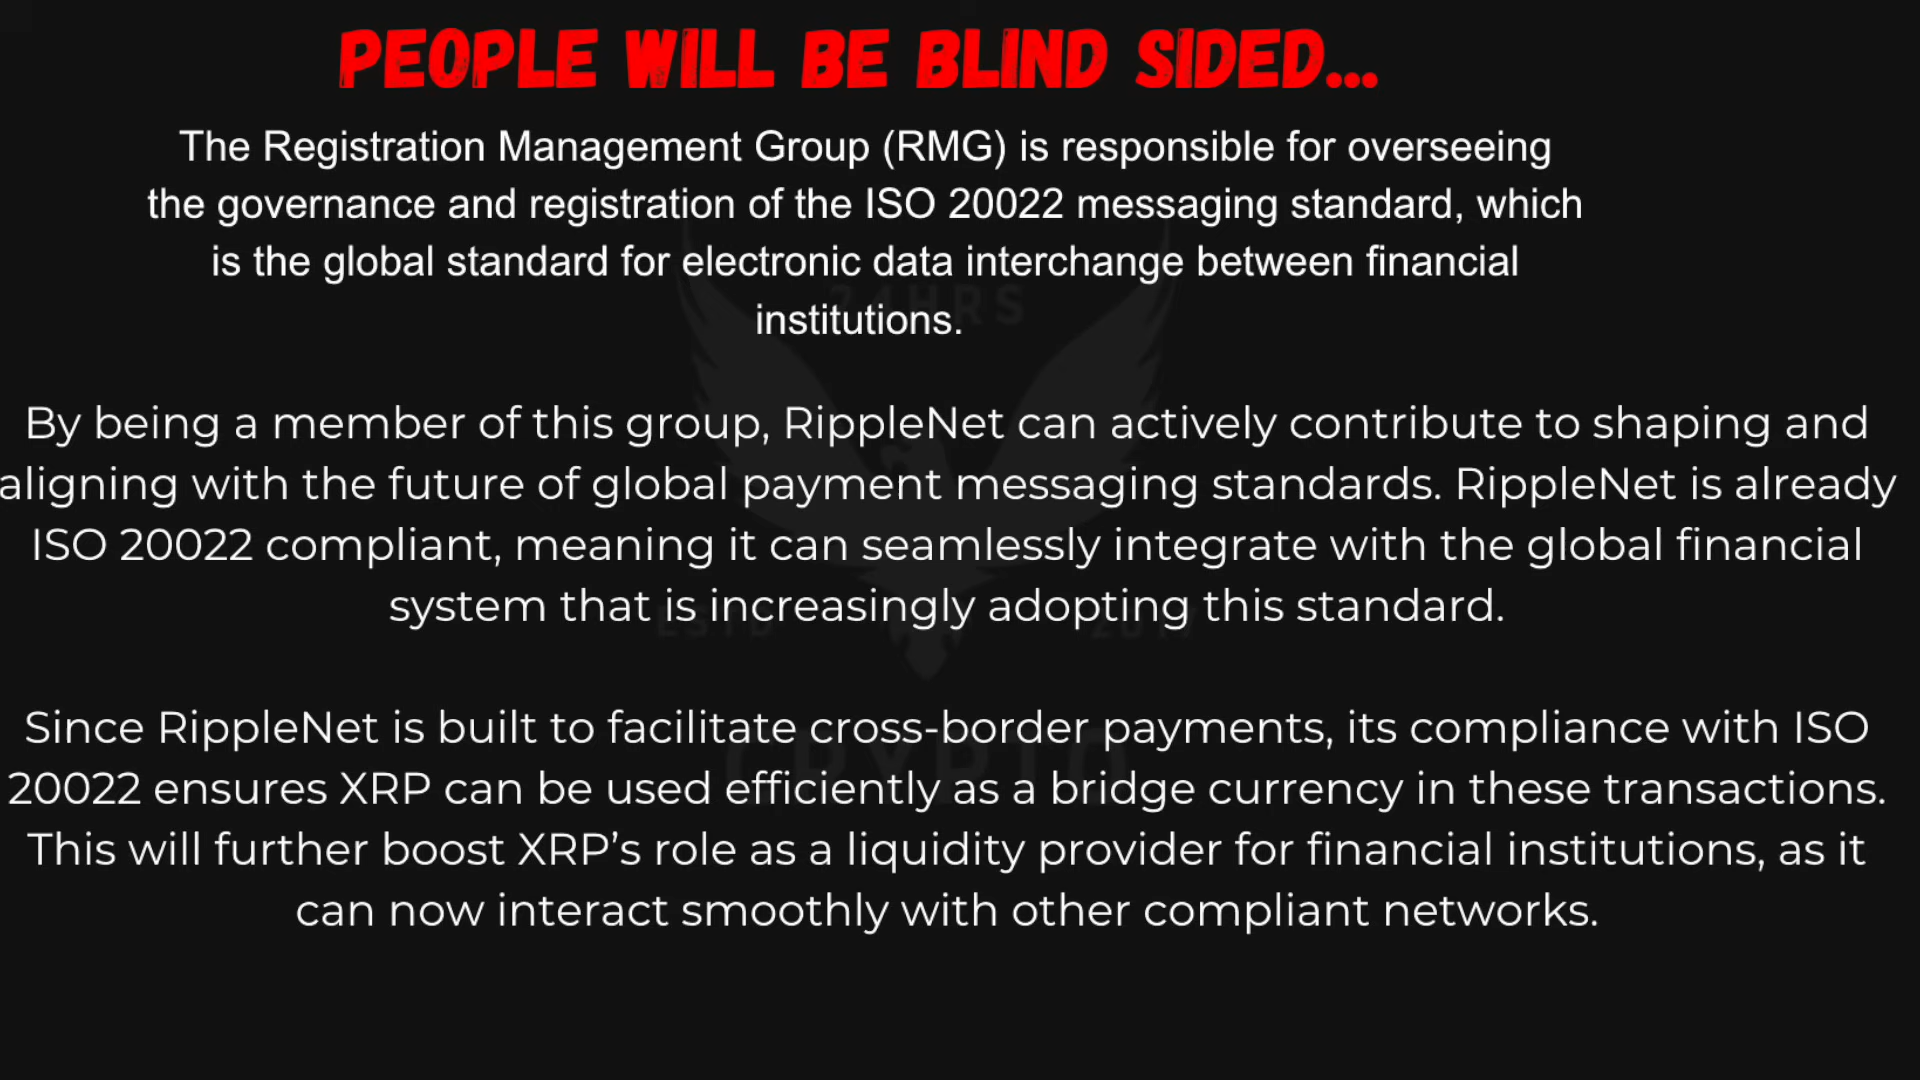 PEOPLE WILL BE BLIND SIDED...
The Registration Management Group (RMG) is responsible for overseeing
the governance and registration of the ISO 20022 messaging standard, which
is the global standard for electronic data interchange between financial
24HRS
institutions.
By being a member of this group, RippleNet can actively contribute to shaping and
aligning with the future of global payment messaging standards. RippleNet is already
ISO 20022 compliant, meaning it can seamlessly integrate with the global financial
system that is increasingly adopting this standard.
ESTD 2017
Since RippleNet is built to facilitate cross-border payments, its compliance with ISO
CRYPTO
20022 ensures XRP can be used efficiently as a bridge currency in these transactions.
This will further boost XRP’s role as a liquidity provider for financial institutions, as it
can now interact smoothly with other compliant networks.